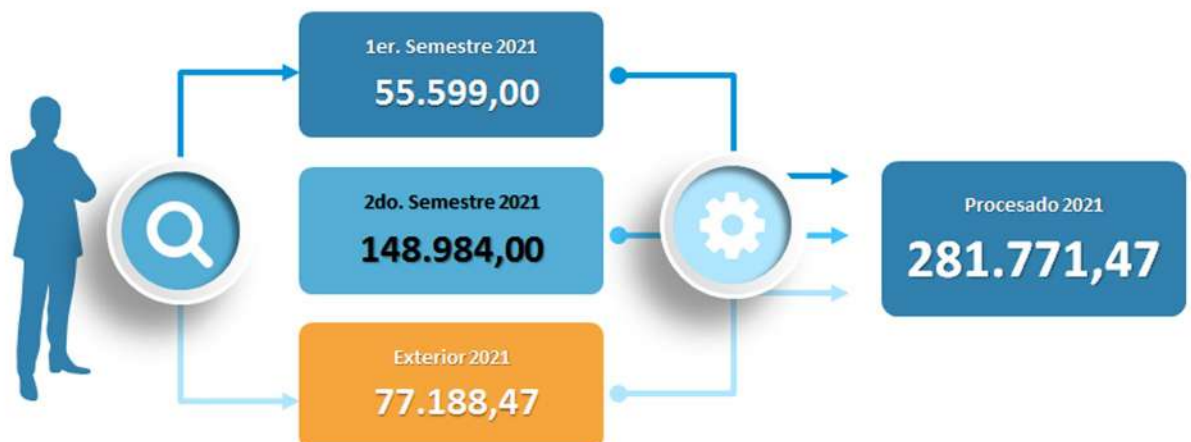 1er. Semestre 2021
55.599,00
2do. Semestre 2021
148.984,00
Exterior 2021
77.188,47
Procesado 2021
281.771,47